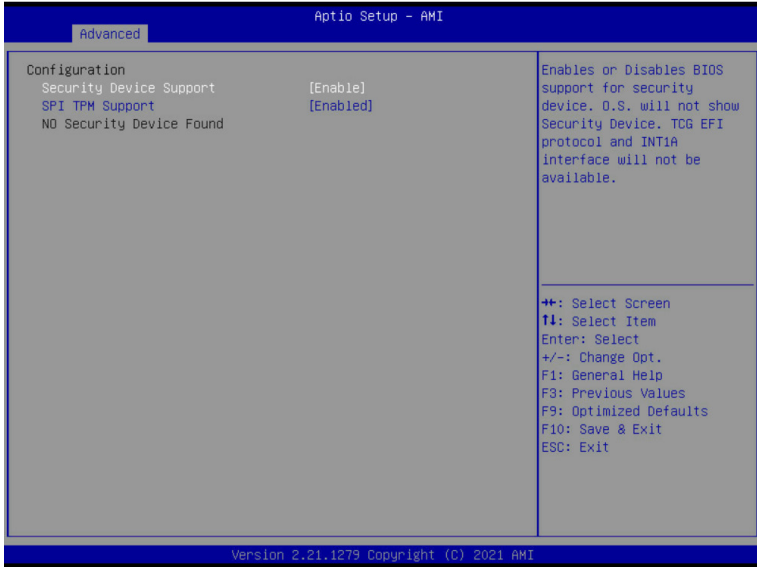 Aptio Setup – AMI
Advanced
Configuration
Security Device Support [Enable]
SPI TPM Support [Enabled]
NO Security Device Found
Enables or Disables BIOS
support for security
device. O.S. will not show
Security Device. TCG EFI
protocol and INT1A
interface will not be
available.
→←: Select Screen
↑↓: Select Item
Enter: Select
+/-: Change Opt.
F1: General Help
F3: Previous Values
F9: Optimized Defaults
F10: Save & Exit
ESC: Exit
Version 2.21.1279 Copyright (C) 2021 AMI